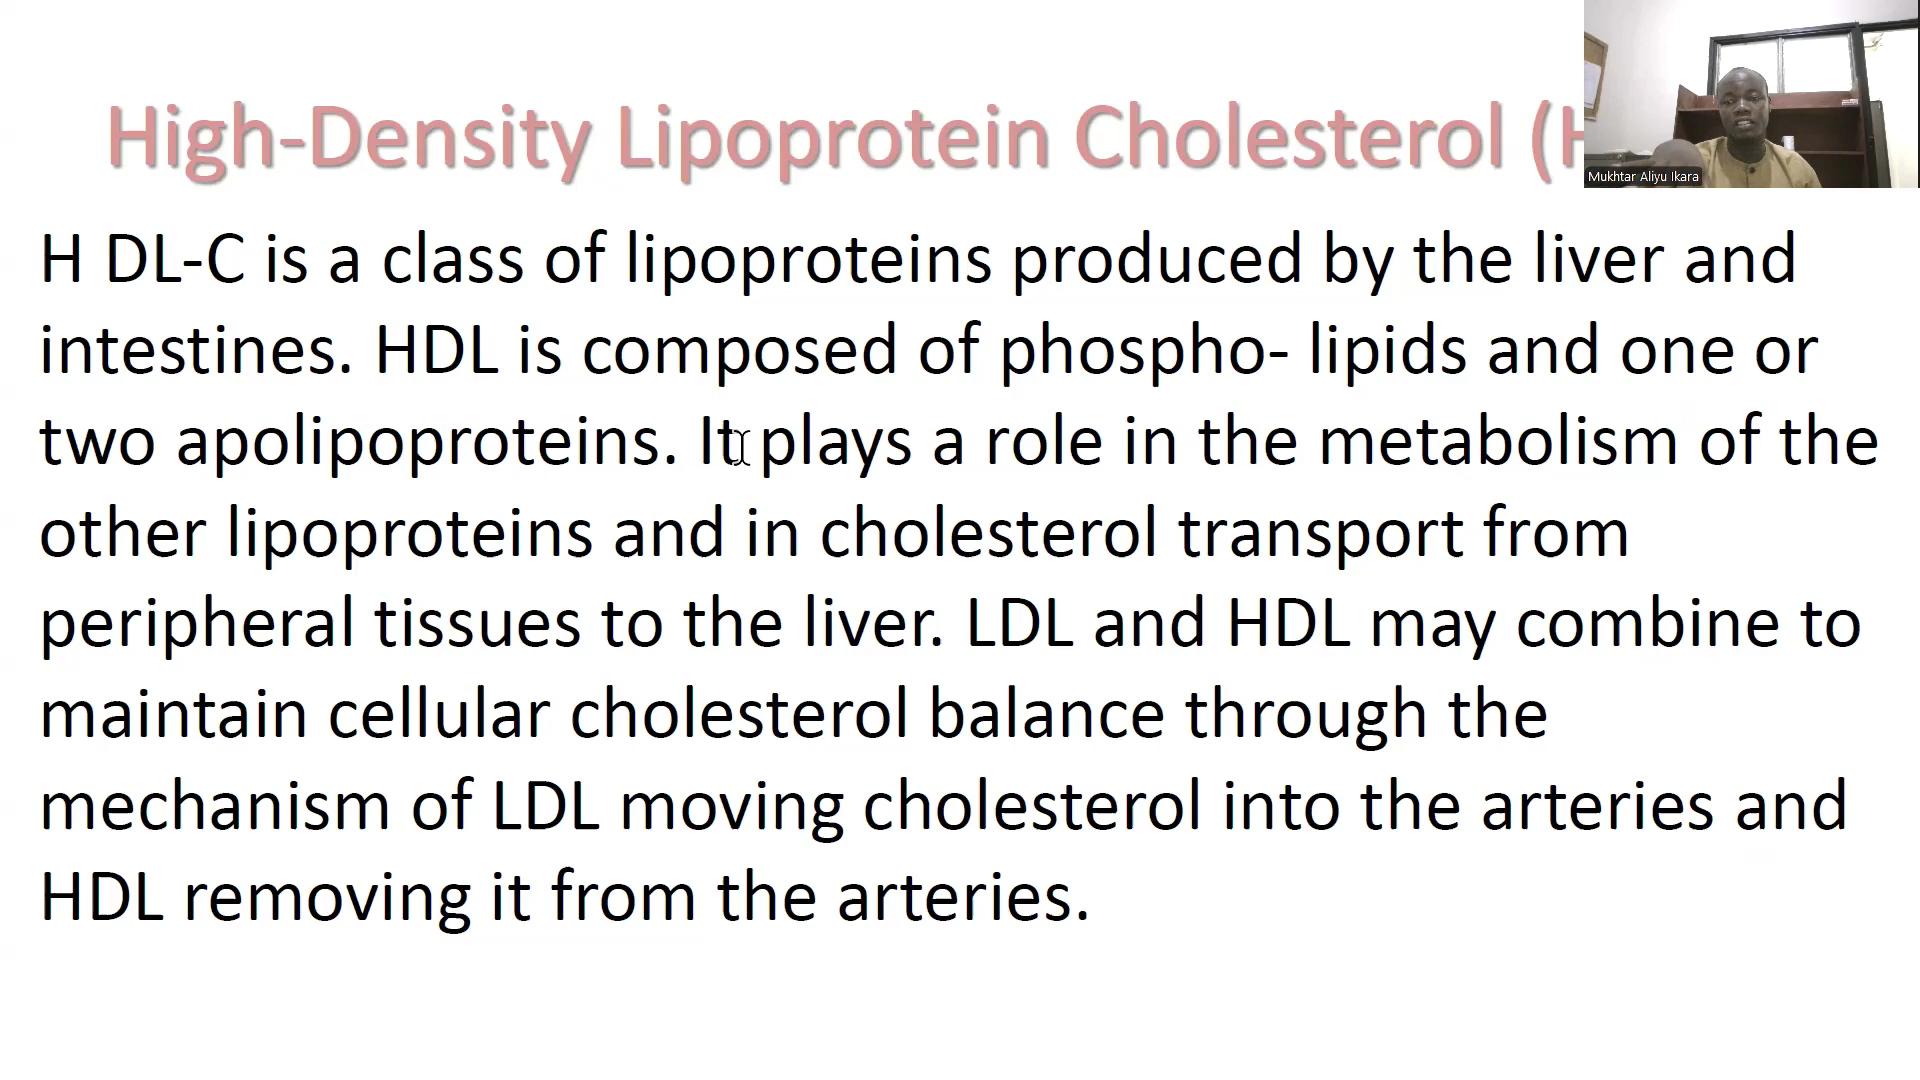 High-Density Lipoprotein Cholesterol (H
Mukhtar Aliyu Ikara
H DL-C is a class of lipoproteins produced by the liver and
intestines. HDL is composed of phospho- lipids and one or
two apolipoproteins. It plays a role in the metabolism of the
other lipoproteins and in cholesterol transport from
peripheral tissues to the liver. LDL and HDL may combine to
maintain cellular cholesterol balance through the
mechanism of LDL moving cholesterol into the arteries and
HDL removing it from the arteries.